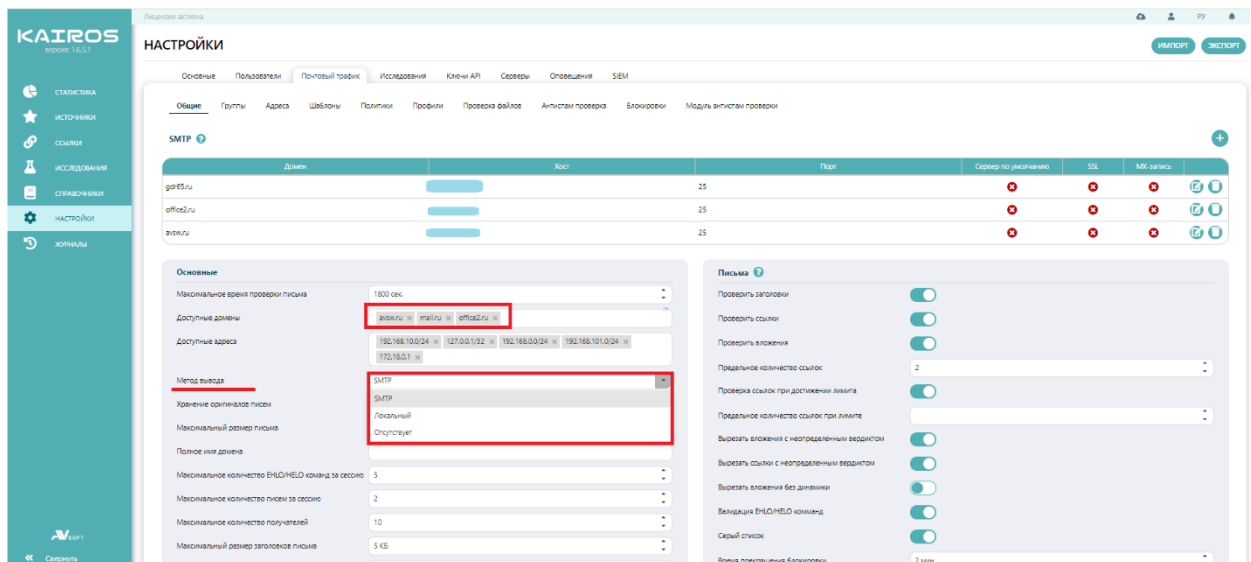 Лицензия активна
РУ
KAIROS
версия: 1.6.5.1
НАСТРОЙКИ
ИМПОРТ ЭКСПОРТ
Основные Пользователи Почтовый трафик Исследования Ключи API Серверы Оповещения SIEM
СТАТИСТИКА
ИСТОЧНИКИ
ССЫЛКИ
ИССЛЕДОВАНИЯ
СПРАВОЧНИКИ
НАСТРОЙКИ
ЖУРНАЛЫ
Общие Группы Адреса Шаблоны Политики Профили Проверка файлов Антиспам проверка Блокировки Модуль антиспам проверки
SMTP ?
Домен Хост Порт Сервер по умолчанию SSL MX-запись
gdr65.ru 25
office2.ru 25
avsw.ru 25
Основные
Максимальное время проверки письма 1800 сек.
Доступные домены avsw.ru × mail.ru × office2.ru ×
Доступные адреса 192.168.10.0/24 × 127.0.0.1/32 × 192.168.0.0/24 × 192.168.101.0/24 ×
172.18.0.1 ×
Метод вывода SMTP
SMTP
Хранение оригиналов писем
Локальный
Максимальный размер письма
Отсутствует
Полное имя домена
Максимальное количество EHLO/HELO команд за сессию 5
Максимальное количество писем за сессию 2
Максимальное количество получателей 10
Максимальный размер заголовков письма 5 КБ
Письма ?
Проверить заголовки
Проверить ссылки
Проверить вложения
Предельное количество ссылок 2
Проверка ссылок при достижении лимита
Предельное количество ссылок при лимите
Вырезать вложения с неопределенным вердиктом
Вырезать ссылки с неопределенным вердиктом
Вырезать вложения без динамики
Валидация EHLO/HELO комманд
Серый список
Время прекращения блокировки 2 мин.
AVSOFT
Свернуть